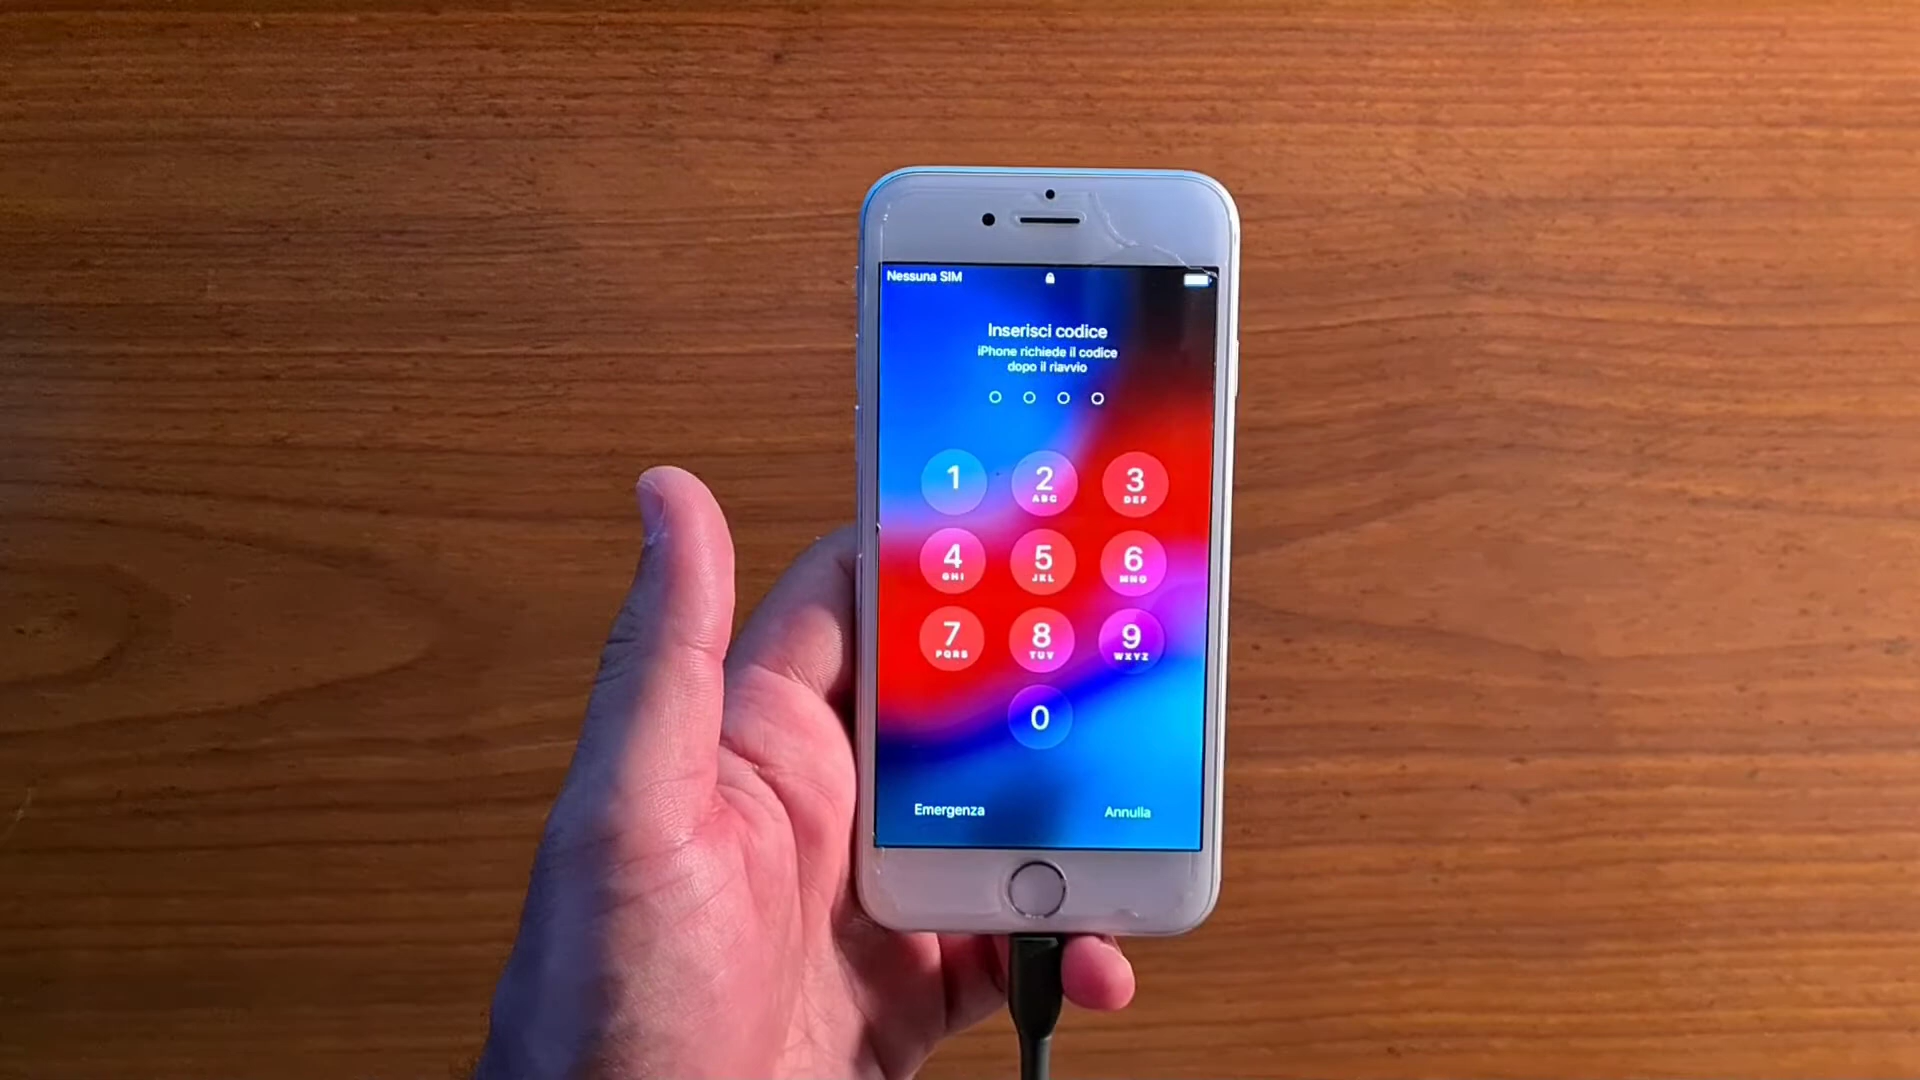 Nessuna SIM
Inserisci codice
iPhone richiede il codice
dopo il riavvio
1 2 3
ABC DEF
4 5 6
GHI JKL MNO
7 8 9
PQRS TUV WXYZ
0
Emergenza Annulla